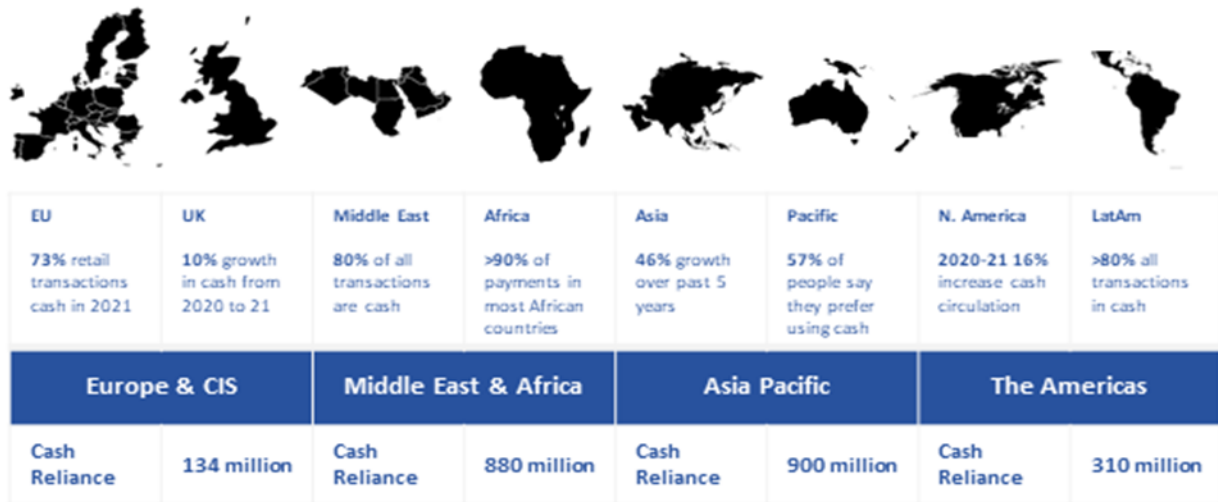 EU
73% retail
transactions
cash in 2021
UK
10% growth
in cash from
2020 to 21
Middle East
80% of all
transactions
are cash
Africa
>90% of
payments in
most African
countries
Asia
46% growth
over past 5
years
Pacific
57% of
people say
they prefer
using cash
N. America
2020-21 16%
increase cash
circulation
LatAm
>80% all
transactions
in cash
Europe & CIS
Middle East & Africa
Asia Pacific
The Americas
Cash
Reliance
134 million
Cash
Reliance
880 million
Cash
Reliance
900 million
Cash
Reliance
310 million